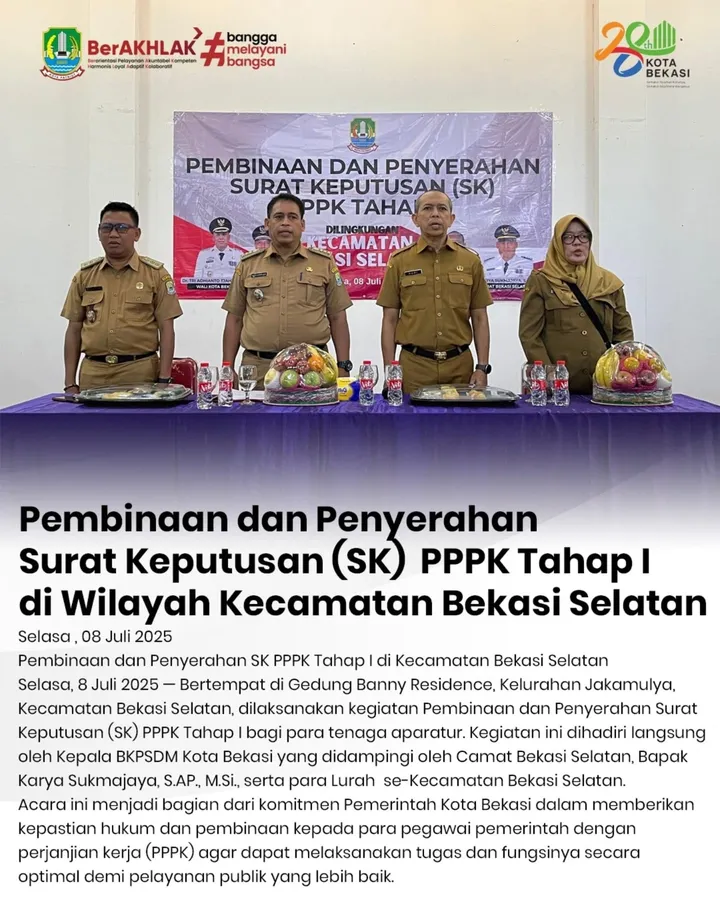 BerAKHLAK
Berorientasi Pelayanan Akuntabel Kompeten
Harmonis Loyal Adaptif Kolaboratif
#bangga
melayani
bangsa
28th
KOTA
BEKASI
PEMBINAAN DAN PENYERAHAN
SURAT KEPUTUSAN (SK)
PPPK TAHA
DILINGKUNGAN
KECAMATAN
SI SEL
, 08 Juli
Pembinaan dan Penyerahan
Surat Keputusan (SK) PPPK Tahap I
di Wilayah Kecamatan Bekasi Selatan
Selasa , 08 Juli 2025
Pembinaan dan Penyerahan SK PPPK Tahap I di Kecamatan Bekasi Selatan
Selasa, 8 Juli 2025 — Bertempat di Gedung Banny Residence, Kelurahan Jakamulya,
Kecamatan Bekasi Selatan, dilaksanakan kegiatan Pembinaan dan Penyerahan Surat
Keputusan (SK) PPPK Tahap I bagi para tenaga aparatur. Kegiatan ini dihadiri langsung
oleh Kepala BKPSDM Kota Bekasi yang didampingi oleh Camat Bekasi Selatan, Bapak
Karya Sukmajaya, S.AP., M.Si., serta para Lurah se-Kecamatan Bekasi Selatan.
Acara ini menjadi bagian dari komitmen Pemerintah Kota Bekasi dalam memberikan
kepastian hukum dan pembinaan kepada para pegawai pemerintah dengan
perjanjian kerja (PPPK) agar dapat melaksanakan tugas dan fungsinya secara
optimal demi pelayanan publik yang lebih baik.